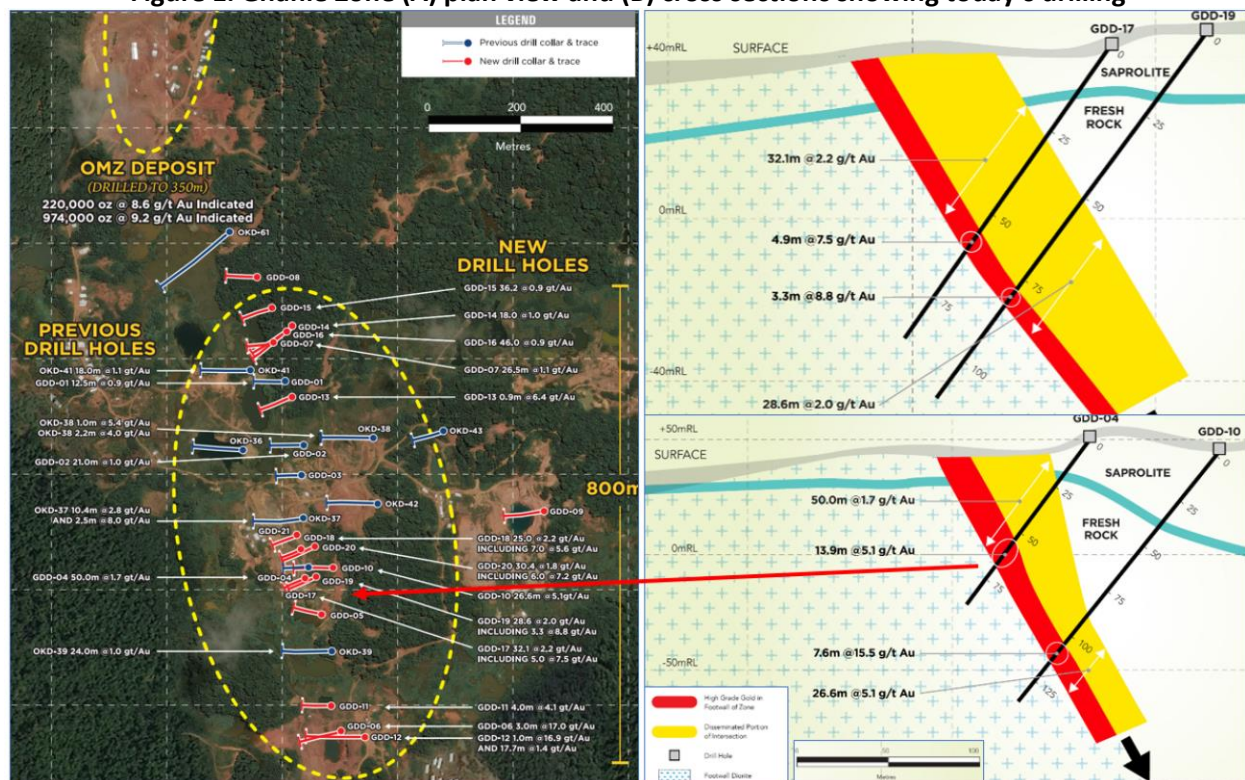 LEGEND
Previous drill collar & trace
New drill collar & trace
0 200 400
Metres
OMZ DEPOSIT
(DRILLED TO 350m)
220,000 oz @ 8.6 g/t Au Indicated
974,000 oz @ 9.2 g/t Au Indicated
OKD-61
GDD-08
NEW
DRILL HOLES
GDD-15
GDD-15 36.2 @0.9 gt/Au
GDD-14
GDD-14 18.0 @1.0 gt/Au
GDD-16
GDD-16 46.0 @0.9 gt/Au
GDD-07
GDD-07 26.5m @1.1 gt/Au
PREVIOUS
DRILL HOLES
OKD-41 18.0m @1.1 gt/Au
OKD-41
GDD-01 12.5m @0.9 gt/Au
GDD-01
GDD-13
GDD-13 0.9m @6.4 gt/Au
OKD-38 1.0m @5.4 gt/Au
OKD-38 2.2m @4.0 gt/Au
OKD-36
OKD-38
OKD-43
GDD-02 21.0m @1.0 gt/Au
GDD-02
GDD-03
800m
OKD-42
GDD-09
OKD-37 10.4m @2.8 gt/Au
AND 2.5m @8.0 gt/Au
OKD-37
GDD-21
GDD-18
GDD-18 25.0 @2.2 gt/Au
INCLUDING 7.0 @5.6 gt/Au
GDD-20
GDD-20 30.4 @1.8 gt/Au
INCLUDING 6.0 @7.2 gt/Au
GDD-04 50.0m @1.7 gt/Au
GDD-04
GDD-10
GDD-10 26.6m @5.1gt/Au
GDD-19
GDD-19 28.6 @2.0 gt/Au
INCLUDING 3.3 @8.8 gt/Au
GDD-17
GDD-17 32.1 @2.2 gt/Au
INCLUDING 5.0 @7.5 gt/Au
GDD-05
OKD-39 24.0m @1.0 gt/Au
OKD-39
GDD-11
GDD-11 4.0m @4.1 gt/Au
GDD-06
GDD-06 3.0m @17.0 gt/Au
GDD-12
GDD-12 1.0m @16.9 gt/Au
AND 17.7m @1.4 gt/Au
GDD-19
GDD-17
+40mRL
SURFACE
0
0
SAPROLITE
FRESH
ROCK
25
25
32.1m @2.2 g/t Au
0mRL
50
50
4.9m @7.5 g/t Au
75
75
3.3m @8.8 g/t Au
100
-40mRL
28.6m @2.0 g/t Au
GDD-04
GDD-10
+50mRL
SURFACE
0
0
SAPROLITE
25
25
50.0m @1.7 g/t Au
FRESH
ROCK
13.9m @5.1 g/t Au
0mRL
50
75
75
7.6m @15.5 g/t Au
100
-50mRL
26.6m @5.1 g/t Au
125
High Grade Gold in
Footwall of Zone
Disseminated Portion
of Intersection
Drill Hole
Footwall Diorite
0 50 100
Metres